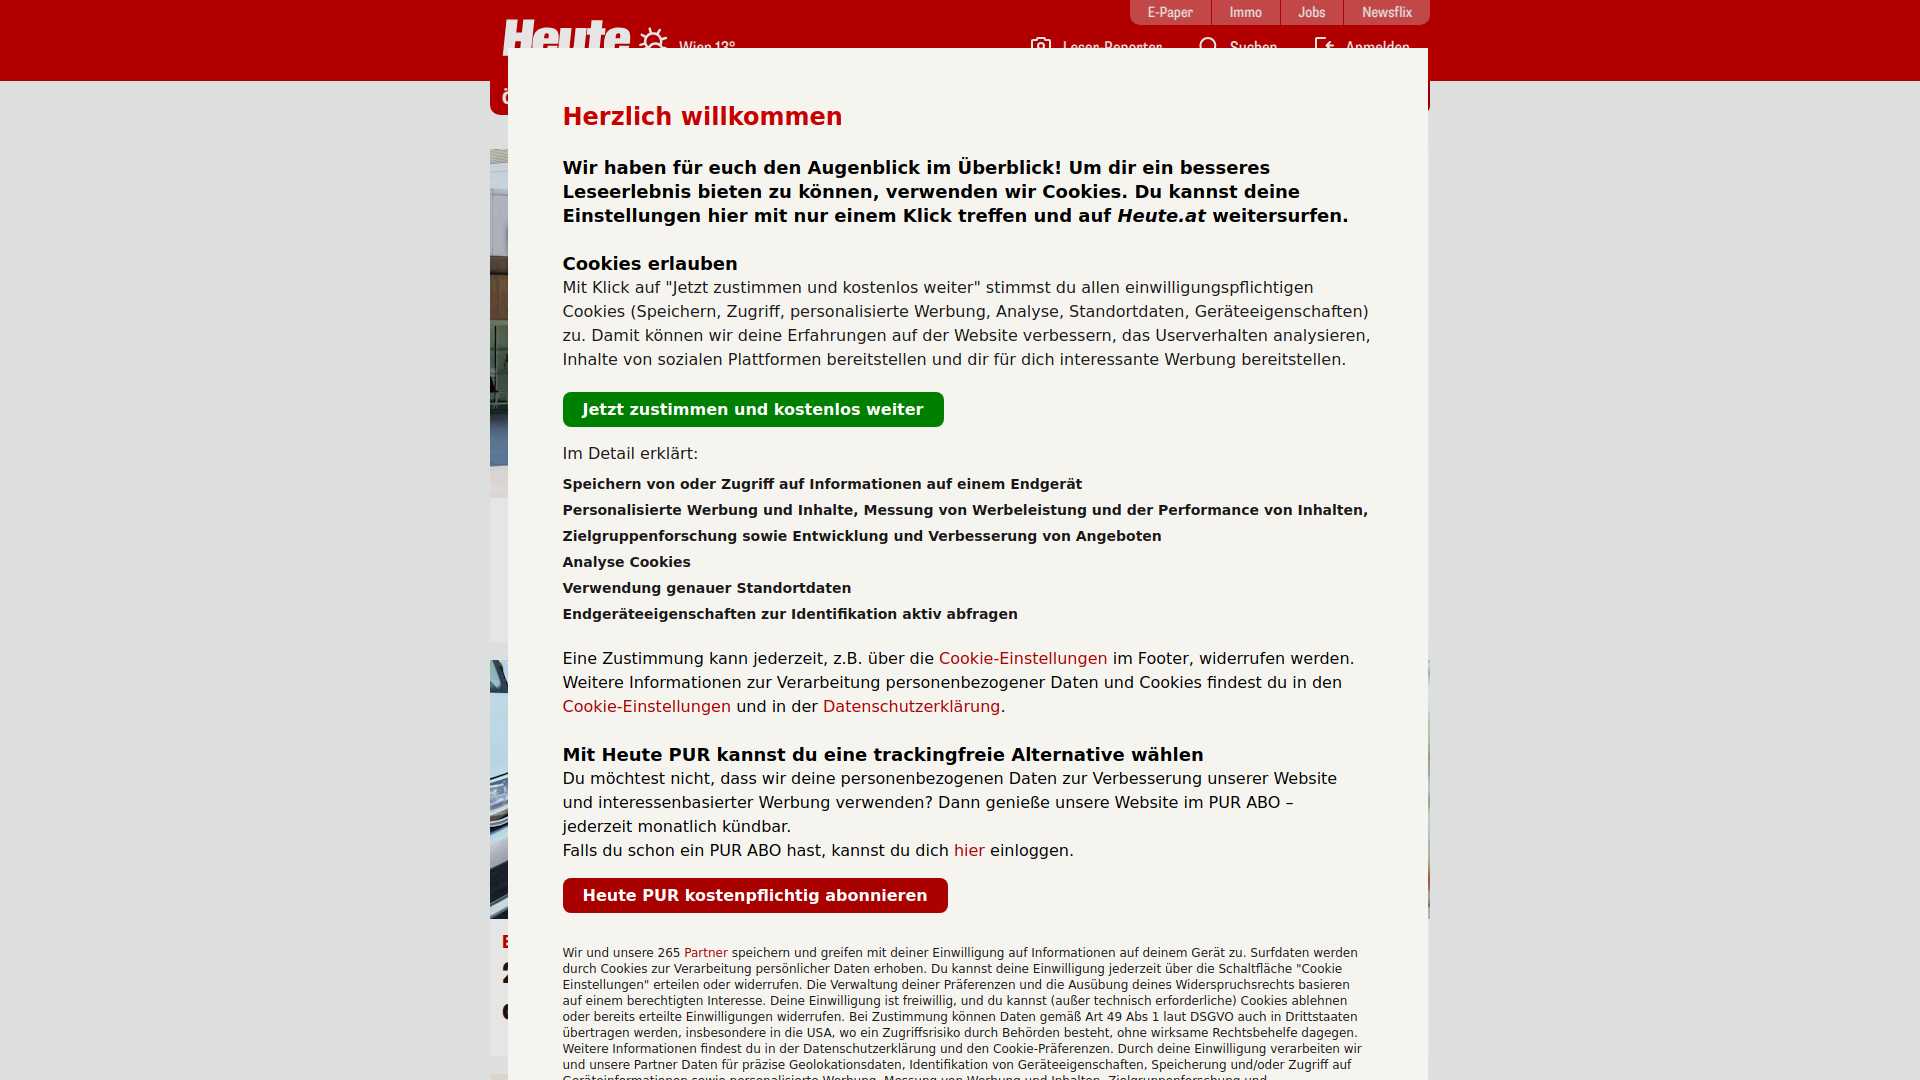 E-Paper
Immo
Jobs
Newsflix
Heute
Wien 13°
Leser-Reporter
Suchen
Anmelden
Herzlich willkommen
Wir haben für euch den Augenblick im Überblick! Um dir ein besseres
Leseerlebnis bieten zu können, verwenden wir Cookies. Du kannst deine
Einstellungen hier mit nur einem Klick treffen und auf Heute.at weitersurfen.
Cookies erlauben
Mit Klick auf "Jetzt zustimmen und kostenlos weiter" stimmst du allen einwilligungspflichtigen
Cookies (Speichern, Zugriff, personalisierte Werbung, Analyse, Standortdaten, Geräteeigenschaften)
zu. Damit können wir deine Erfahrungen auf der Website verbessern, das Userverhalten analysieren,
Inhalte von sozialen Plattformen bereitstellen und dir für dich interessante Werbung bereitstellen.
Jetzt zustimmen und kostenlos weiter
Im Detail erklärt:
Speichern von oder Zugriff auf Informationen auf einem Endgerät
Personalisierte Werbung und Inhalte, Messung von Werbeleistung und der Performance von Inhalten,
Zielgruppenforschung sowie Entwicklung und Verbesserung von Angeboten
Analyse Cookies
Verwendung genauer Standortdaten
Endgeräteeigenschaften zur Identifikation aktiv abfragen
Eine Zustimmung kann jederzeit, z.B. über die Cookie-Einstellungen im Footer, widerrufen werden.
Weitere Informationen zur Verarbeitung personenbezogener Daten und Cookies findest du in den
Cookie-Einstellungen und in der Datenschutzerklärung.
Mit Heute PUR kannst du eine trackingfreie Alternative wählen
Du möchtest nicht, dass wir deine personenbezogenen Daten zur Verbesserung unserer Website
und interessenbasierter Werbung verwenden? Dann genieße unsere Website im PUR ABO –
jederzeit monatlich kündbar.
Falls du schon ein PUR ABO hast, kannst du dich hier einloggen.
Heute PUR kostenpflichtig abonnieren
Wir und unsere 265 Partner speichern und greifen mit deiner Einwilligung auf Informationen auf deinem Gerät zu. Surfdaten werden
durch Cookies zur Verarbeitung persönlicher Daten erhoben. Du kannst deine Einwilligung jederzeit über die Schaltfläche "Cookie
Einstellungen" erteilen oder widerrufen. Die Verwaltung deiner Präferenzen und die Ausübung deines Widerspruchsrechts basieren
auf einem berechtigten Interesse. Deine Einwilligung ist freiwillig, und du kannst (außer technisch erforderliche) Cookies ablehnen
oder bereits erteilte Einwilligungen widerrufen. Bei Zustimmung können Daten gemäß Art 49 Abs 1 laut DSGVO auch in Drittstaaten
übertragen werden, insbesondere in die USA, wo ein Zugriffsrisiko durch Behörden besteht, ohne wirksame Rechtsbehelfe dagegen.
Weitere Informationen findest du in der Datenschutzerklärung und den Cookie-Präferenzen. Durch deine Einwilligung verarbeiten wir
und unsere Partner Daten für präzise Geolokationsdaten, Identifikation von Geräteeigenschaften, Speicherung und/oder Zugriff auf
Geräteinformationen sowie personalisierte Werbung, Messung von Werbung und Inhalten, Zielgruppenforschung und